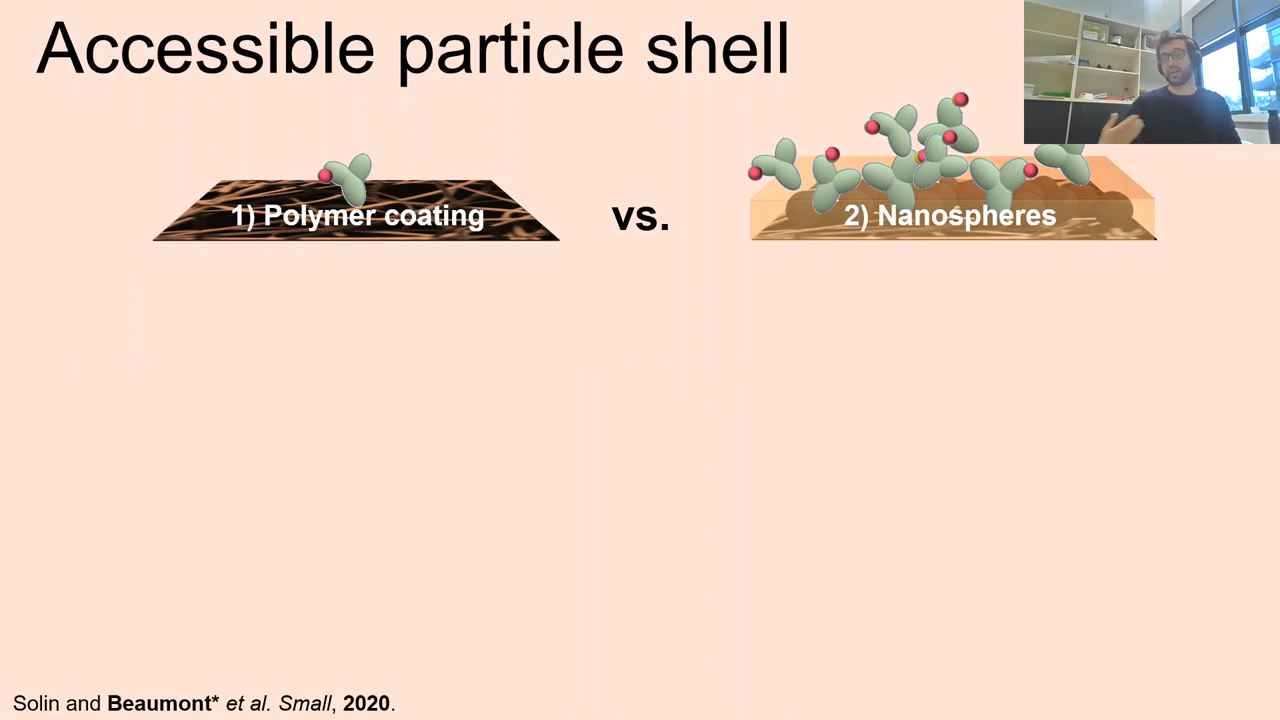 Accessible particle shell
1) Polymer coating
vs.
2) Nanospheres
Solin and Beaumont* et al. Small, 2020.